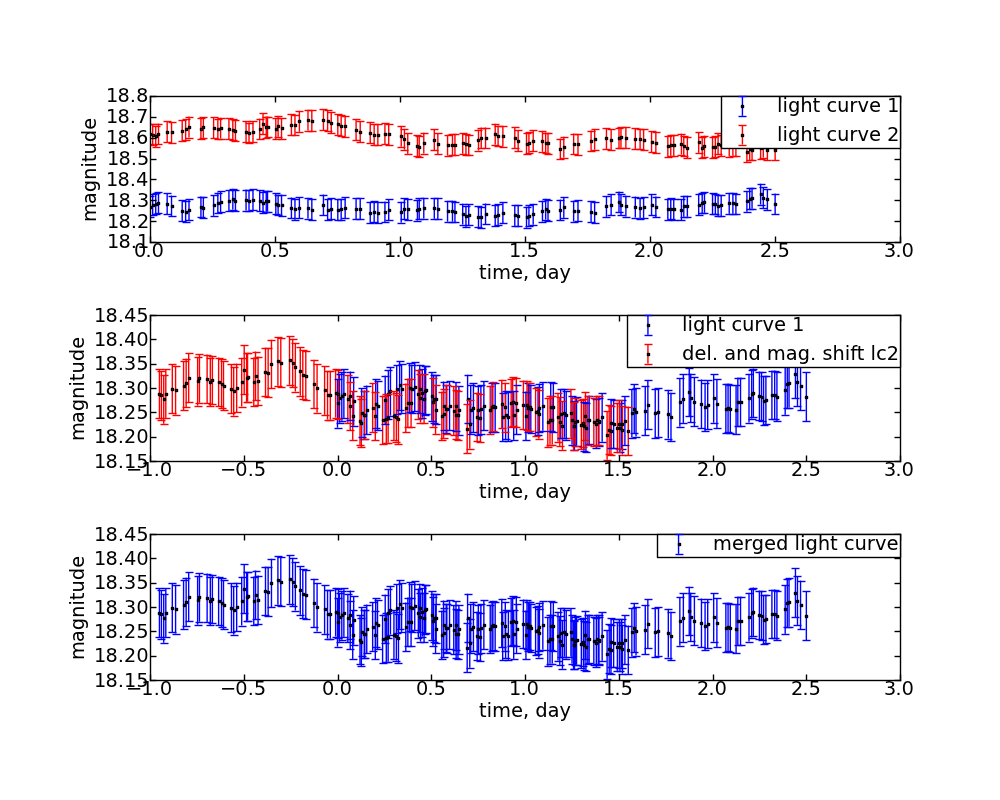 18.8
18.7
18.6
18.5
18.4
18.3
18.2
18.1
magnitude
light curve 1
light curve 2
0.0 0.5 1.0 1.5 2.0 2.5 3.0
time, day
18.45
18.40
18.35
18.30
18.25
18.20
18.15
magnitude
light curve 1
del. and mag. shift lc2
−1.0 −0.5 0.0 0.5 1.0 1.5 2.0 2.5 3.0
time, day
18.45
18.40
18.35
18.30
18.25
18.20
18.15
magnitude
merged light curve
−1.0 −0.5 0.0 0.5 1.0 1.5 2.0 2.5 3.0
time, day